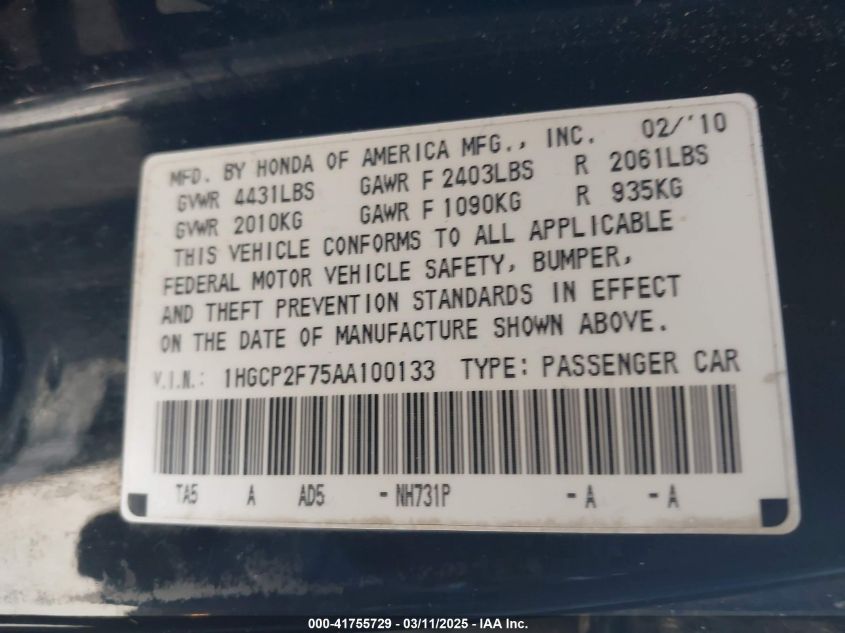 MFD. BY HONDA OF AMERICA MFG., INC. 02/'10
GVWR 4431LBS GAWR F 2403LBS R 2061LBS
GVWR 2010KG GAWR F 1090KG R 935KG
THIS VEHICLE CONFORMS TO ALL APPLICABLE
FEDERAL MOTOR VEHICLE SAFETY, BUMPER,
AND THEFT PREVENTION STANDARDS IN EFFECT
ON THE DATE OF MANUFACTURE SHOWN ABOVE.
V.I.N.: 1HGCP2F75AA100133 TYPE: PASSENGER CAR
TA5 A AD5 - NH731P - A - A
000-41755729 - 03/11/2025 - IAA Inc.